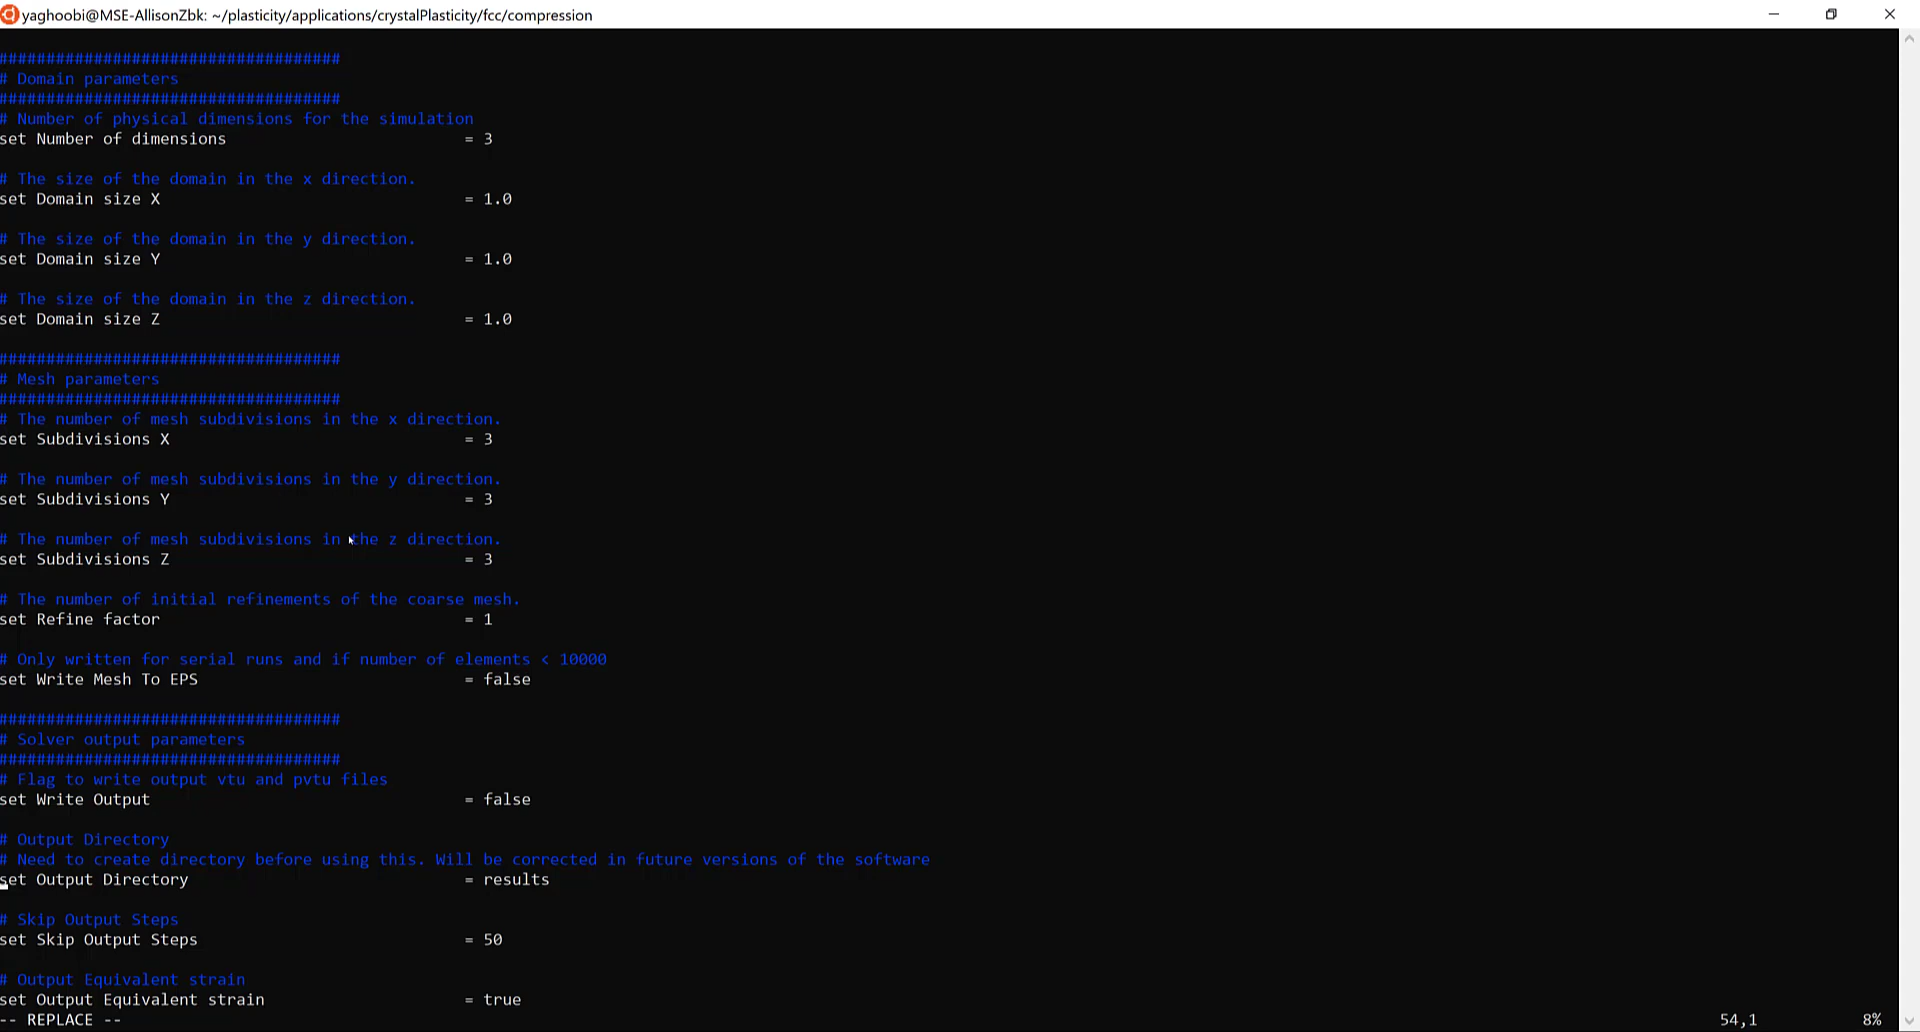 yaghoobi@MSE-AllisonZbk: ~/plasticity/applications/crystalPlasticity/fcc/compression
####################################
# Domain parameters
####################################
# Number of physical dimensions for the simulation
set Number of dimensions = 3
# The size of the domain in the x direction.
set Domain size X = 1.0
# The size of the domain in the y direction.
set Domain size Y = 1.0
# The size of the domain in the z direction.
set Domain size Z = 1.0
####################################
# Mesh parameters
####################################
# The number of mesh subdivisions in the x direction.
set Subdivisions X = 3
# The number of mesh subdivisions in the y direction.
set Subdivisions Y = 3
# The number of mesh subdivisions in the z direction.
set Subdivisions Z = 3
# The number of initial refinements of the coarse mesh.
set Refine factor = 1
# Only written for serial runs and if number of elements < 10000
set Write Mesh To EPS = false
####################################
# Solver output parameters
####################################
# Flag to write output vtu and pvtu files
set Write Output = false
# Output Directory
# Need to create directory before using this. Will be corrected in future versions of the software
set Output Directory = results
# Skip Output Steps
set Skip Output Steps = 50
# Output Equivalent strain
set Output Equivalent strain = true
-- REPLACE -- 54,1 8%